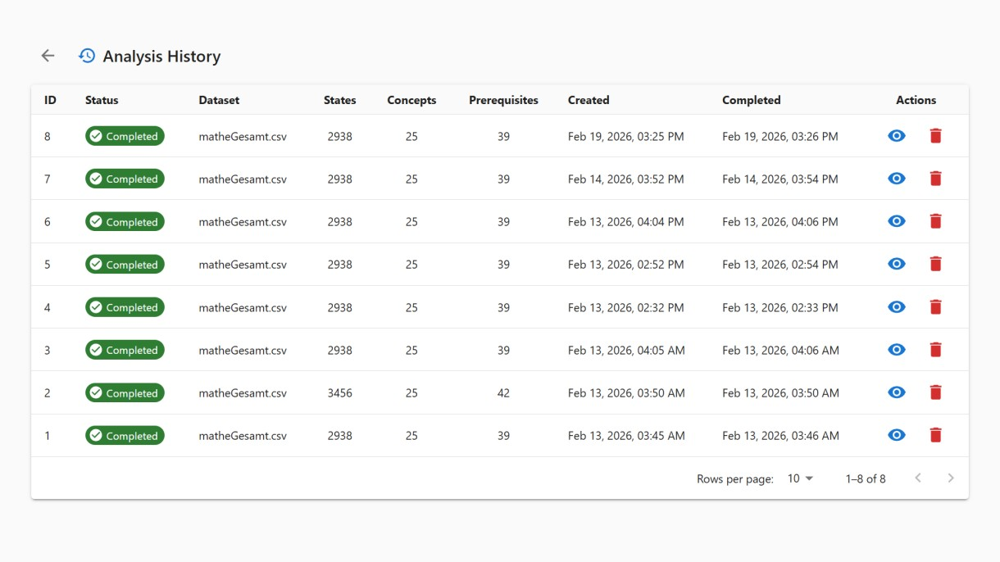 Analysis History
ID Status Dataset States Concepts Prerequisites Created Completed Actions
8 Completed matheGesamt.csv 2938 25 39 Feb 19, 2026, 03:25 PM Feb 19, 2026, 03:26 PM
7 Completed matheGesamt.csv 2938 25 39 Feb 14, 2026, 03:52 PM Feb 14, 2026, 03:54 PM
6 Completed matheGesamt.csv 2938 25 39 Feb 13, 2026, 04:04 PM Feb 13, 2026, 04:06 PM
5 Completed matheGesamt.csv 2938 25 39 Feb 13, 2026, 02:52 PM Feb 13, 2026, 02:54 PM
4 Completed matheGesamt.csv 2938 25 39 Feb 13, 2026, 02:32 PM Feb 13, 2026, 02:33 PM
3 Completed matheGesamt.csv 2938 25 39 Feb 13, 2026, 04:05 AM Feb 13, 2026, 04:06 AM
2 Completed matheGesamt.csv 3456 25 42 Feb 13, 2026, 03:50 AM Feb 13, 2026, 03:50 AM
1 Completed matheGesamt.csv 2938 25 39 Feb 13, 2026, 03:45 AM Feb 13, 2026, 03:46 AM
Rows per page: 10 1–8 of 8